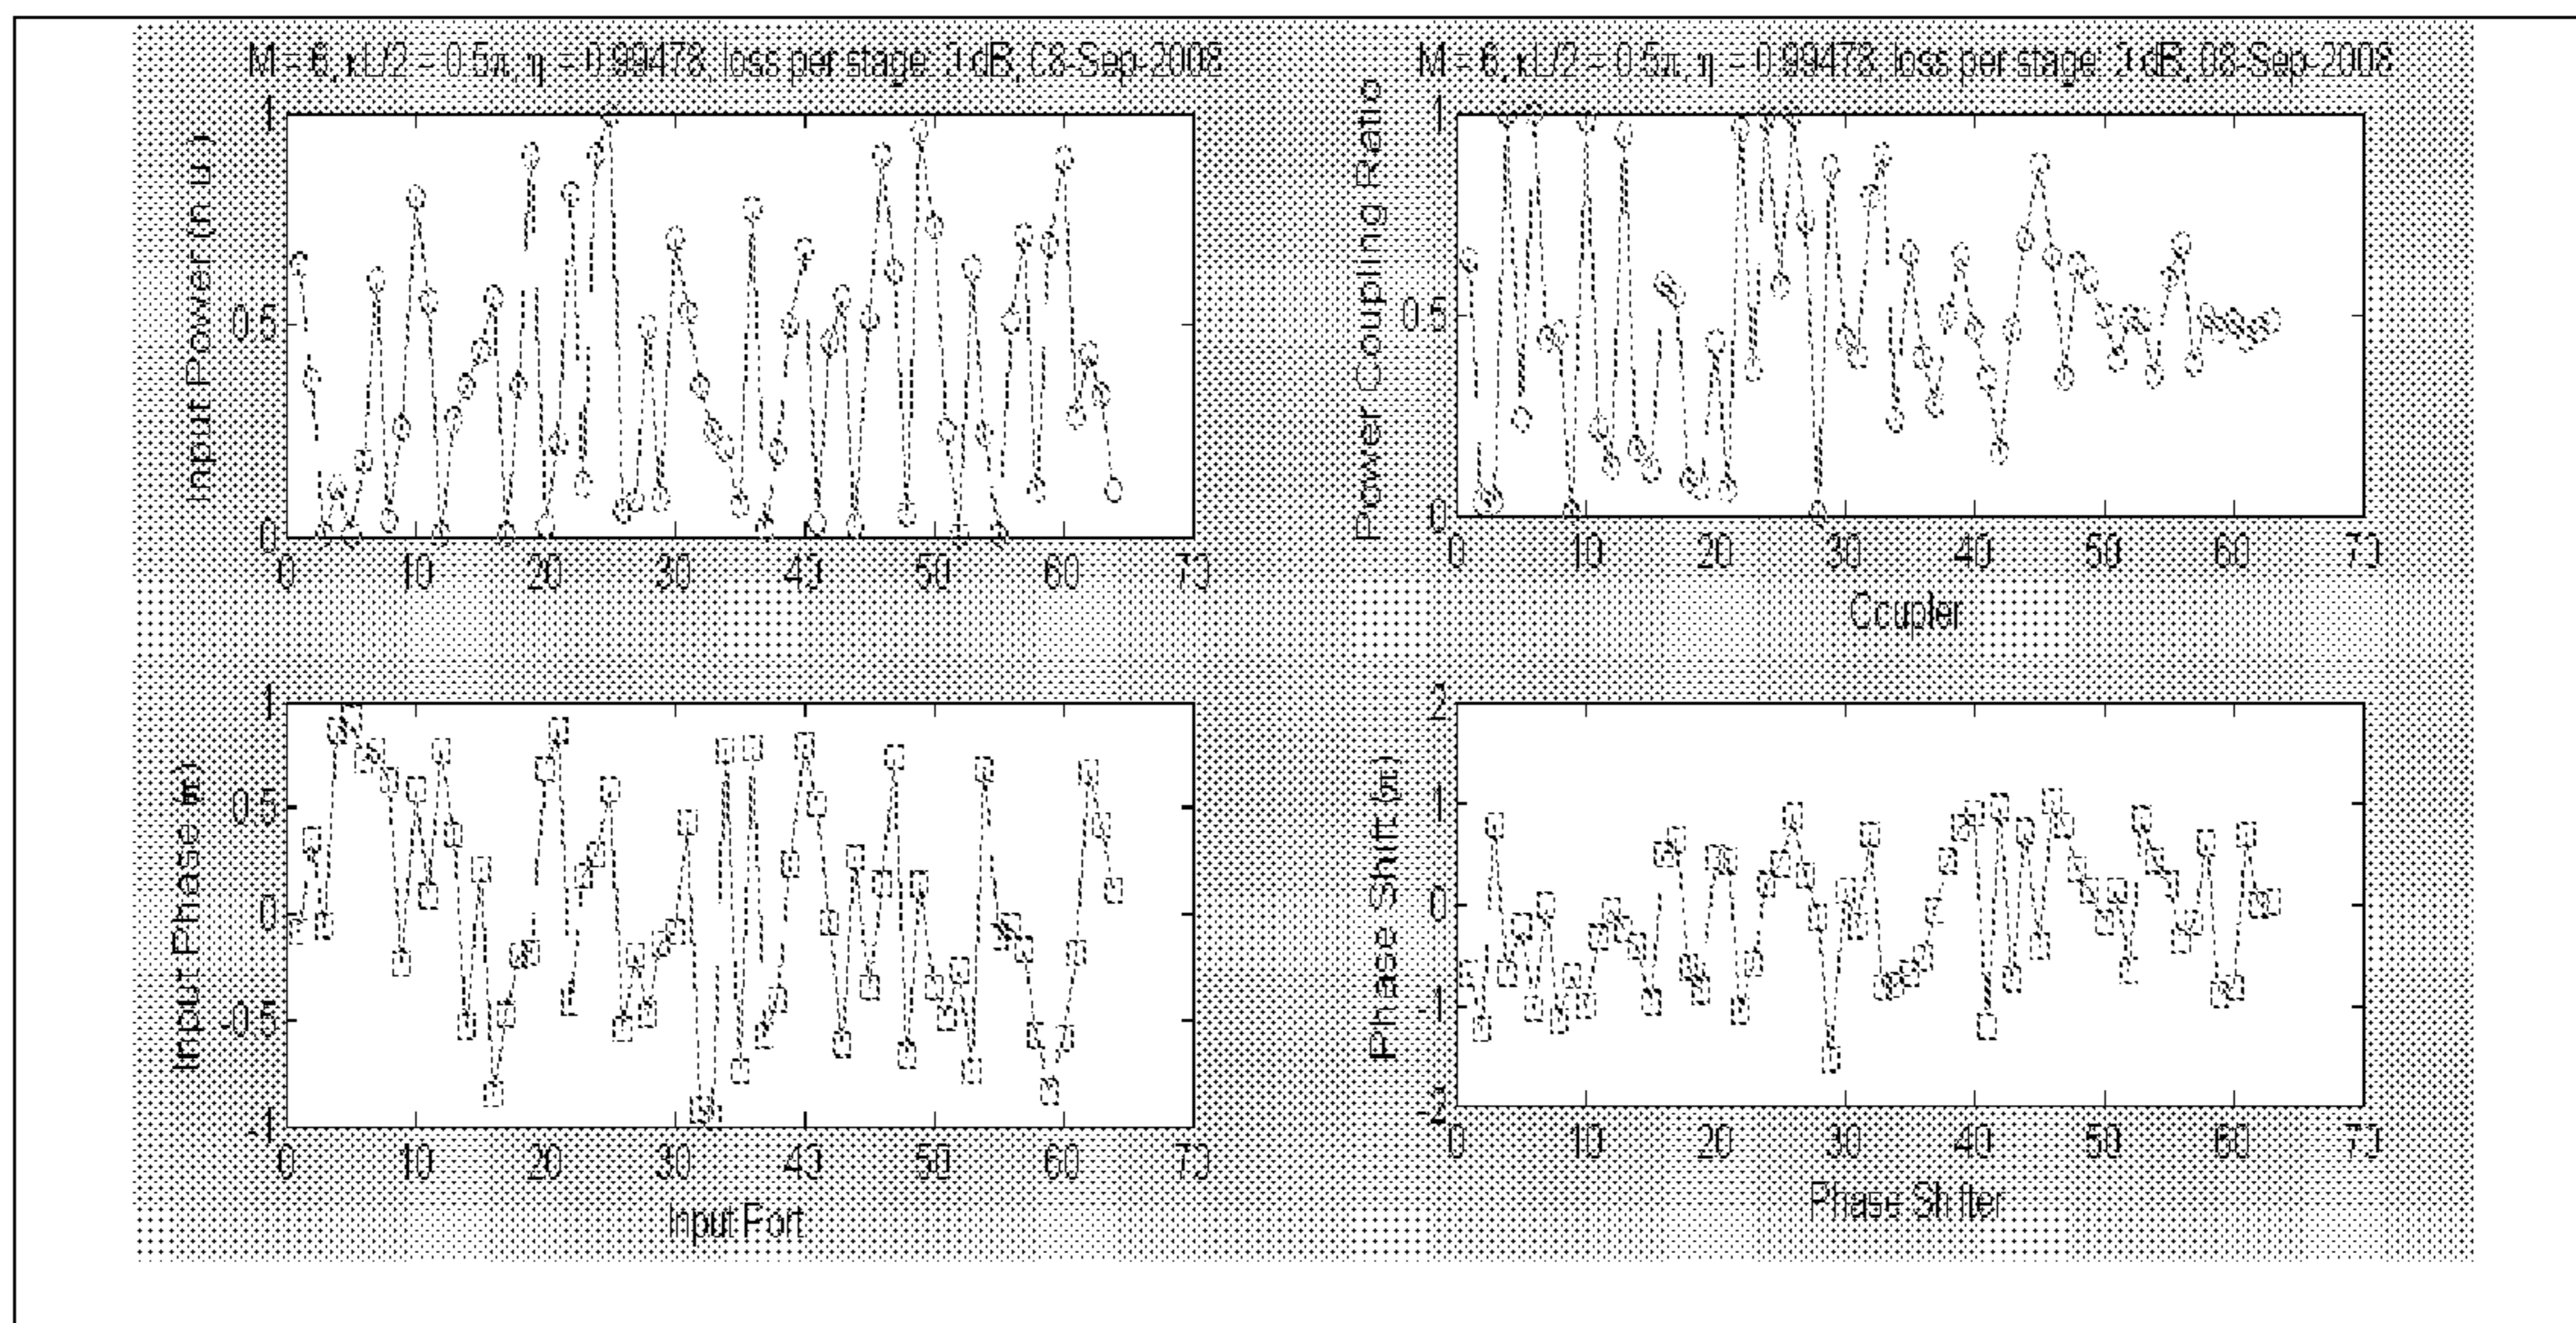 M = 6, κL/2 = 0.5π, η = 0.99478, loss per stage: dB, 08-Sep-2008
Input Power (n.u.)
1
0.5
0
0 10 20 30 40 50 60 70
M = 6, κL/2 = 0.5π, η = 0.99478, loss per stage: dB, 08-Sep-2008
Power Coupling Ratio
1
0.5
0
0 10 20 30 40 50 60 70
Coupler
Input Phase (π)
1
0.5
0
-0.5
-1
0 10 20 30 40 50 60 70
Input Port
Phase Shift (π)
2
1
0
-1
-2
0 10 20 30 40 50 60 70
Phase Shifter